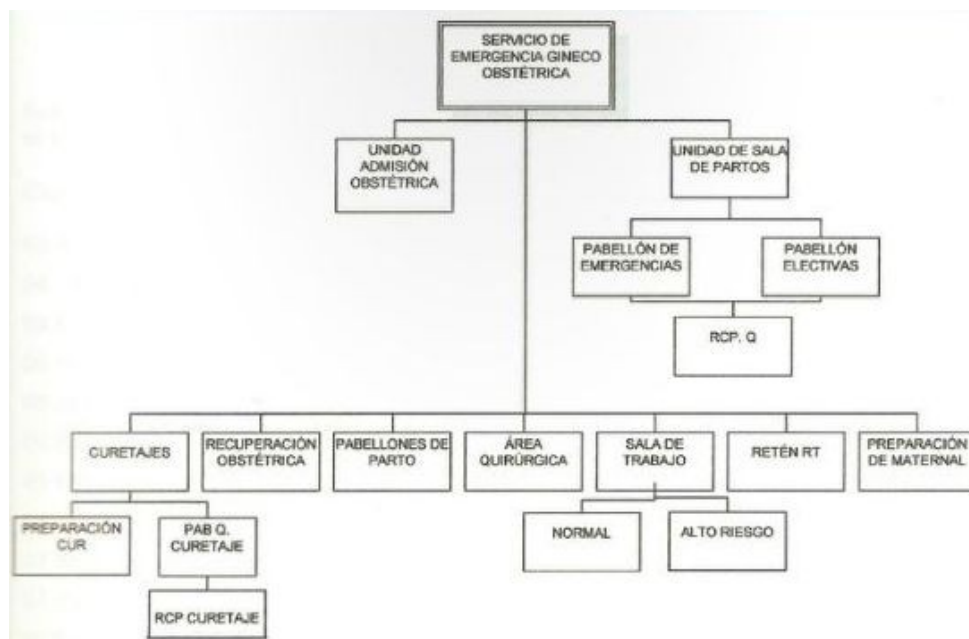 SERVICIO DE
EMERGENCIA GINECO
OBSTÉTRICA
UNIDAD
ADMISIÓN
OBSTÉTRICA
UNIDAD DE SALA
DE PARTOS
PABELLÓN DE
EMERGENCIAS
PABELLÓN
ELECTIVAS
RCP. Q
CURETAJES
RECUPERACIÓN
OBSTÉTRICA
PABELLONES DE
PARTO
ÁREA
QUIRÚRGICA
SALA DE
TRABAJO
RETÉN RT
PREPARACIÓN
DE MATERNAL
PREPARACIÓN
CUR
PAB Q.
CURETAJE
NORMAL
ALTO RIESGO
RCP CURETAJE